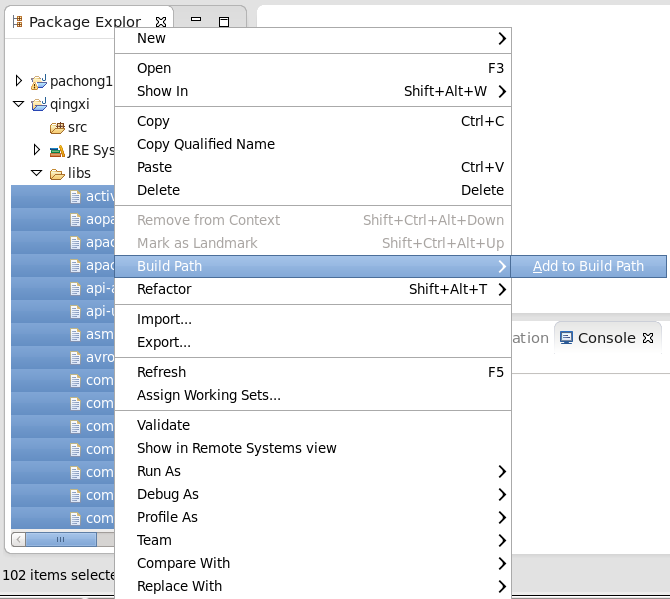 Package Explor
New
pachong1
Open F3
Show In Shift+Alt+W
qingxi
Copy Ctrl+C
src
Copy Qualified Name
JRE Sys
Paste Ctrl+V
libs
Delete Delete
activ
aopa
Remove from Context Shift+Ctrl+Alt+Down
apac
Mark as Landmark Shift+Ctrl+Alt+Up
apac
Build Path Add to Build Path
api-a
Refactor Shift+Alt+T
api-u
Import...
asm
ation Console
Export...
avro
Refresh F5
com
Assign Working Sets...
com
Validate
com
Show in Remote Systems view
com
Run As
com
Debug As
com
Profile As
com
Team
Compare With
102 items selecte
Replace With